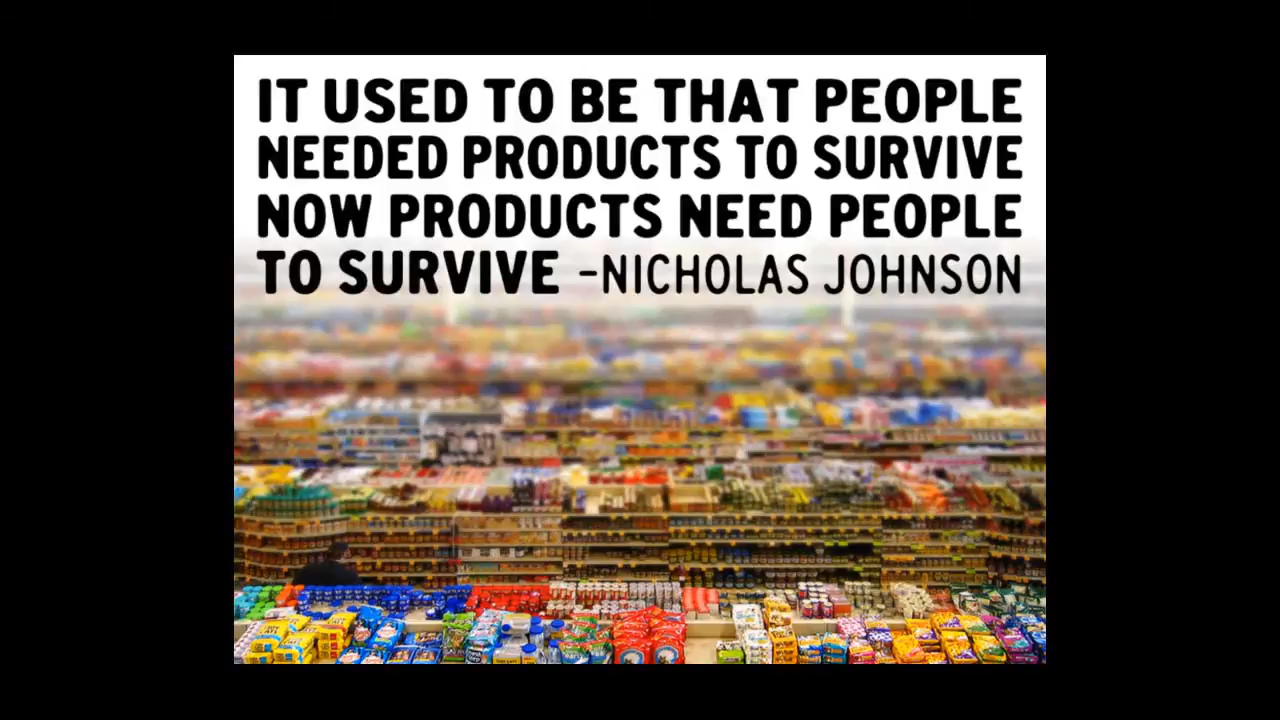 IT USED TO BE THAT PEOPLE
NEEDED PRODUCTS TO SURVIVE
NOW PRODUCTS NEED PEOPLE
TO SURVIVE -NICHOLAS JOHNSON